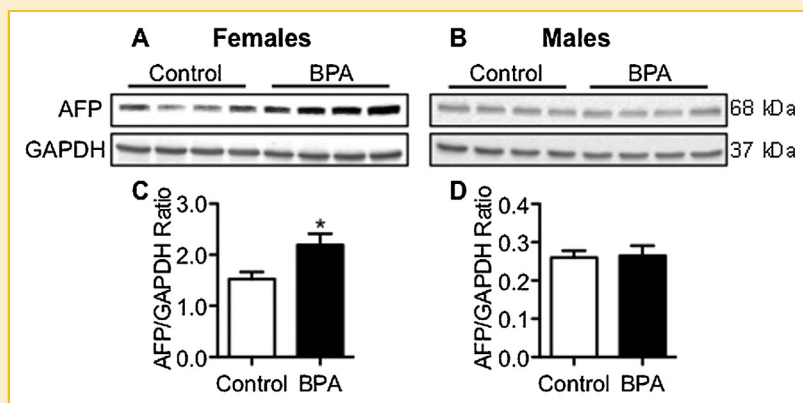 A Females
Control BPA
AFP
GAPDH
B Males
Control BPA
68 kDa
37 kDa
C
AFP/GAPDH Ratio
3.0
2.0
1.0
0.0
*
Control BPA
D
AFP/GAPDH Ratio
0.4
0.3
0.2
0.1
0.0
Control BPA